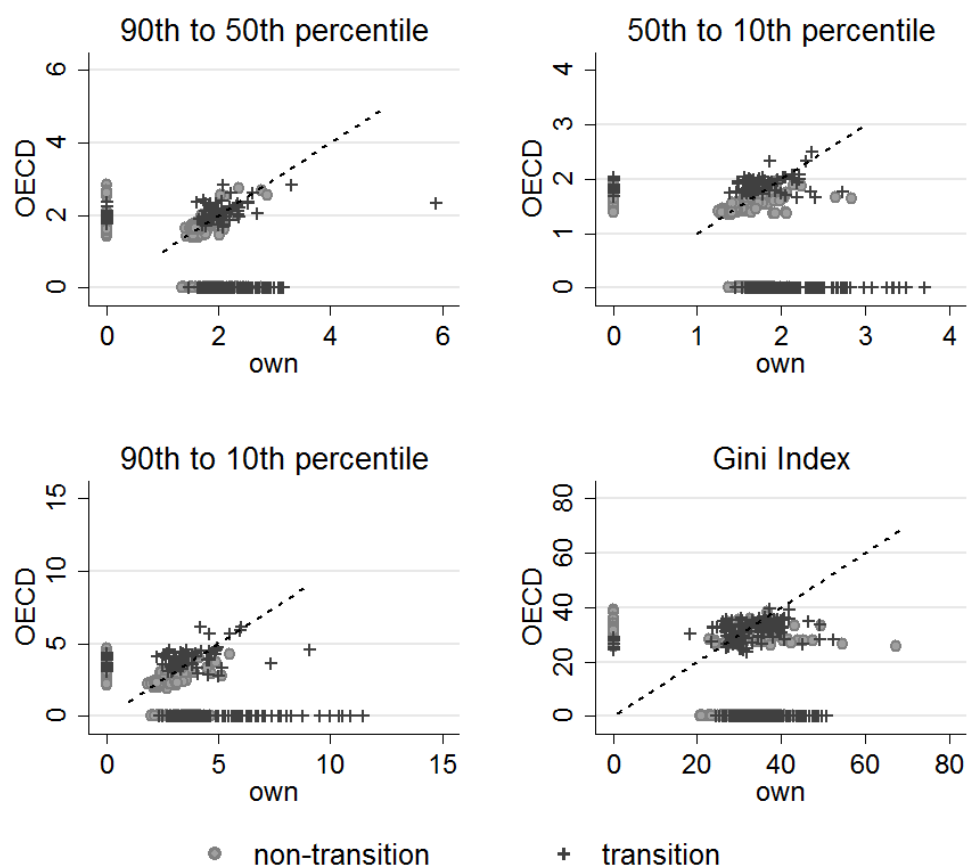 90th to 50th percentile
OECD
6
4
2
0
0 2 4 6
own
50th to 10th percentile
OECD
4
3
2
1
0
0 1 2 3 4
own
90th to 10th percentile
OECD
15
10
5
0
0 5 10 15
own
Gini Index
OECD
80
60
40
20
0
0 20 40 60 80
own
non-transition
transition